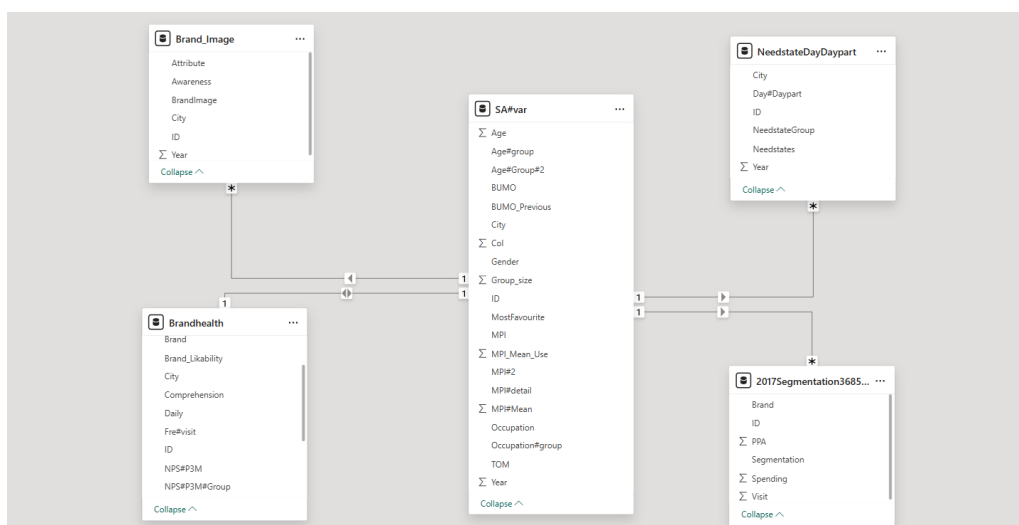 Brand_Image
Attribute
Awareness
BrandImage
City
ID
Year
Collapse
NeedstateDayDaypart
City
Day#Daypart
ID
NeedstateGroup
Needstates
Year
Collapse
SA#var
Age
Age#group
Age#Group#2
BUMO
BUMO_Previous
City
Col
Gender
Group_size
ID
MostFavourite
MPI
MPI_Mean_Use
MPI#2
MPI#detail
MPI#Mean
Occupation
Occupation#group
TOM
Year
Collapse
*
1
1
1
*
1
1
*
Brandhealth
Brand
Brand_Likability
City
Comprehension
Daily
Fre#visit
ID
NPS#P3M
NPS#P3M#Group
Collapse
2017Segmentation3685...
Brand
ID
PPA
Segmentation
Spending
Visit
Collapse